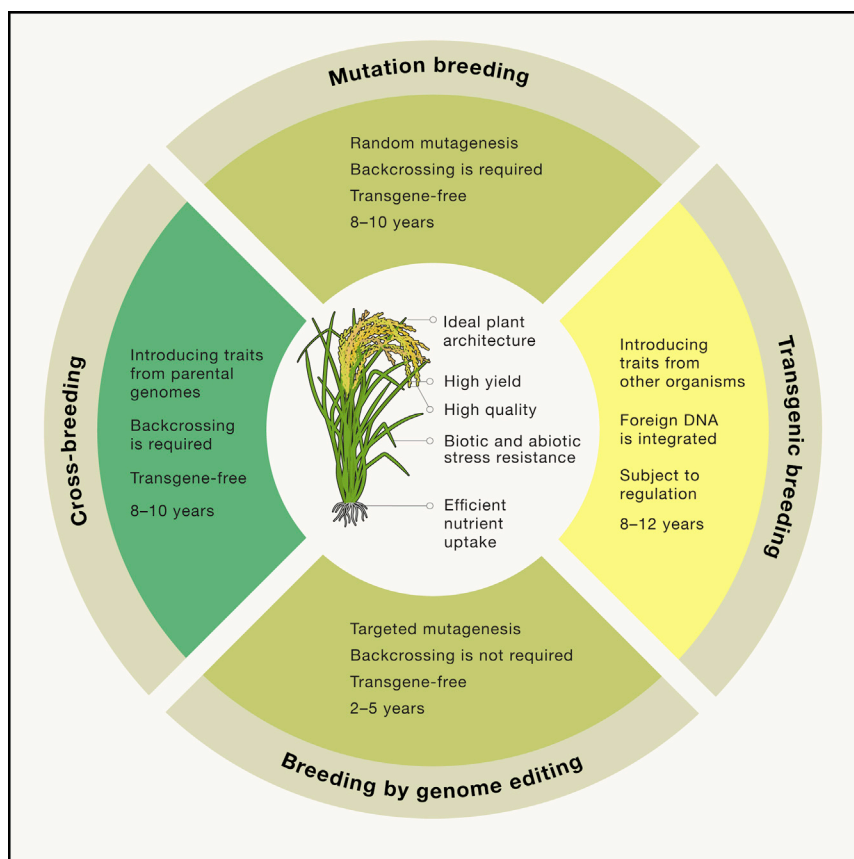 Mutation breeding
Random mutagenesis
Backcrossing is required
Transgene-free
8–10 years
Cross-breeding
Introducing traits
from parental
genomes
Backcrossing
is required
Transgene-free
8–10 years
Ideal plant
architecture
High yield
High quality
Biotic and abiotic
stress resistance
Efficient
nutrient
uptake
Transgenic breeding
Introducing
traits from
other organisms
Foreign DNA
is integrated
Subject to
regulation
8–12 years
Targeted mutagenesis
Backcrossing is not required
Transgene-free
2–5 years
Breeding by genome editing